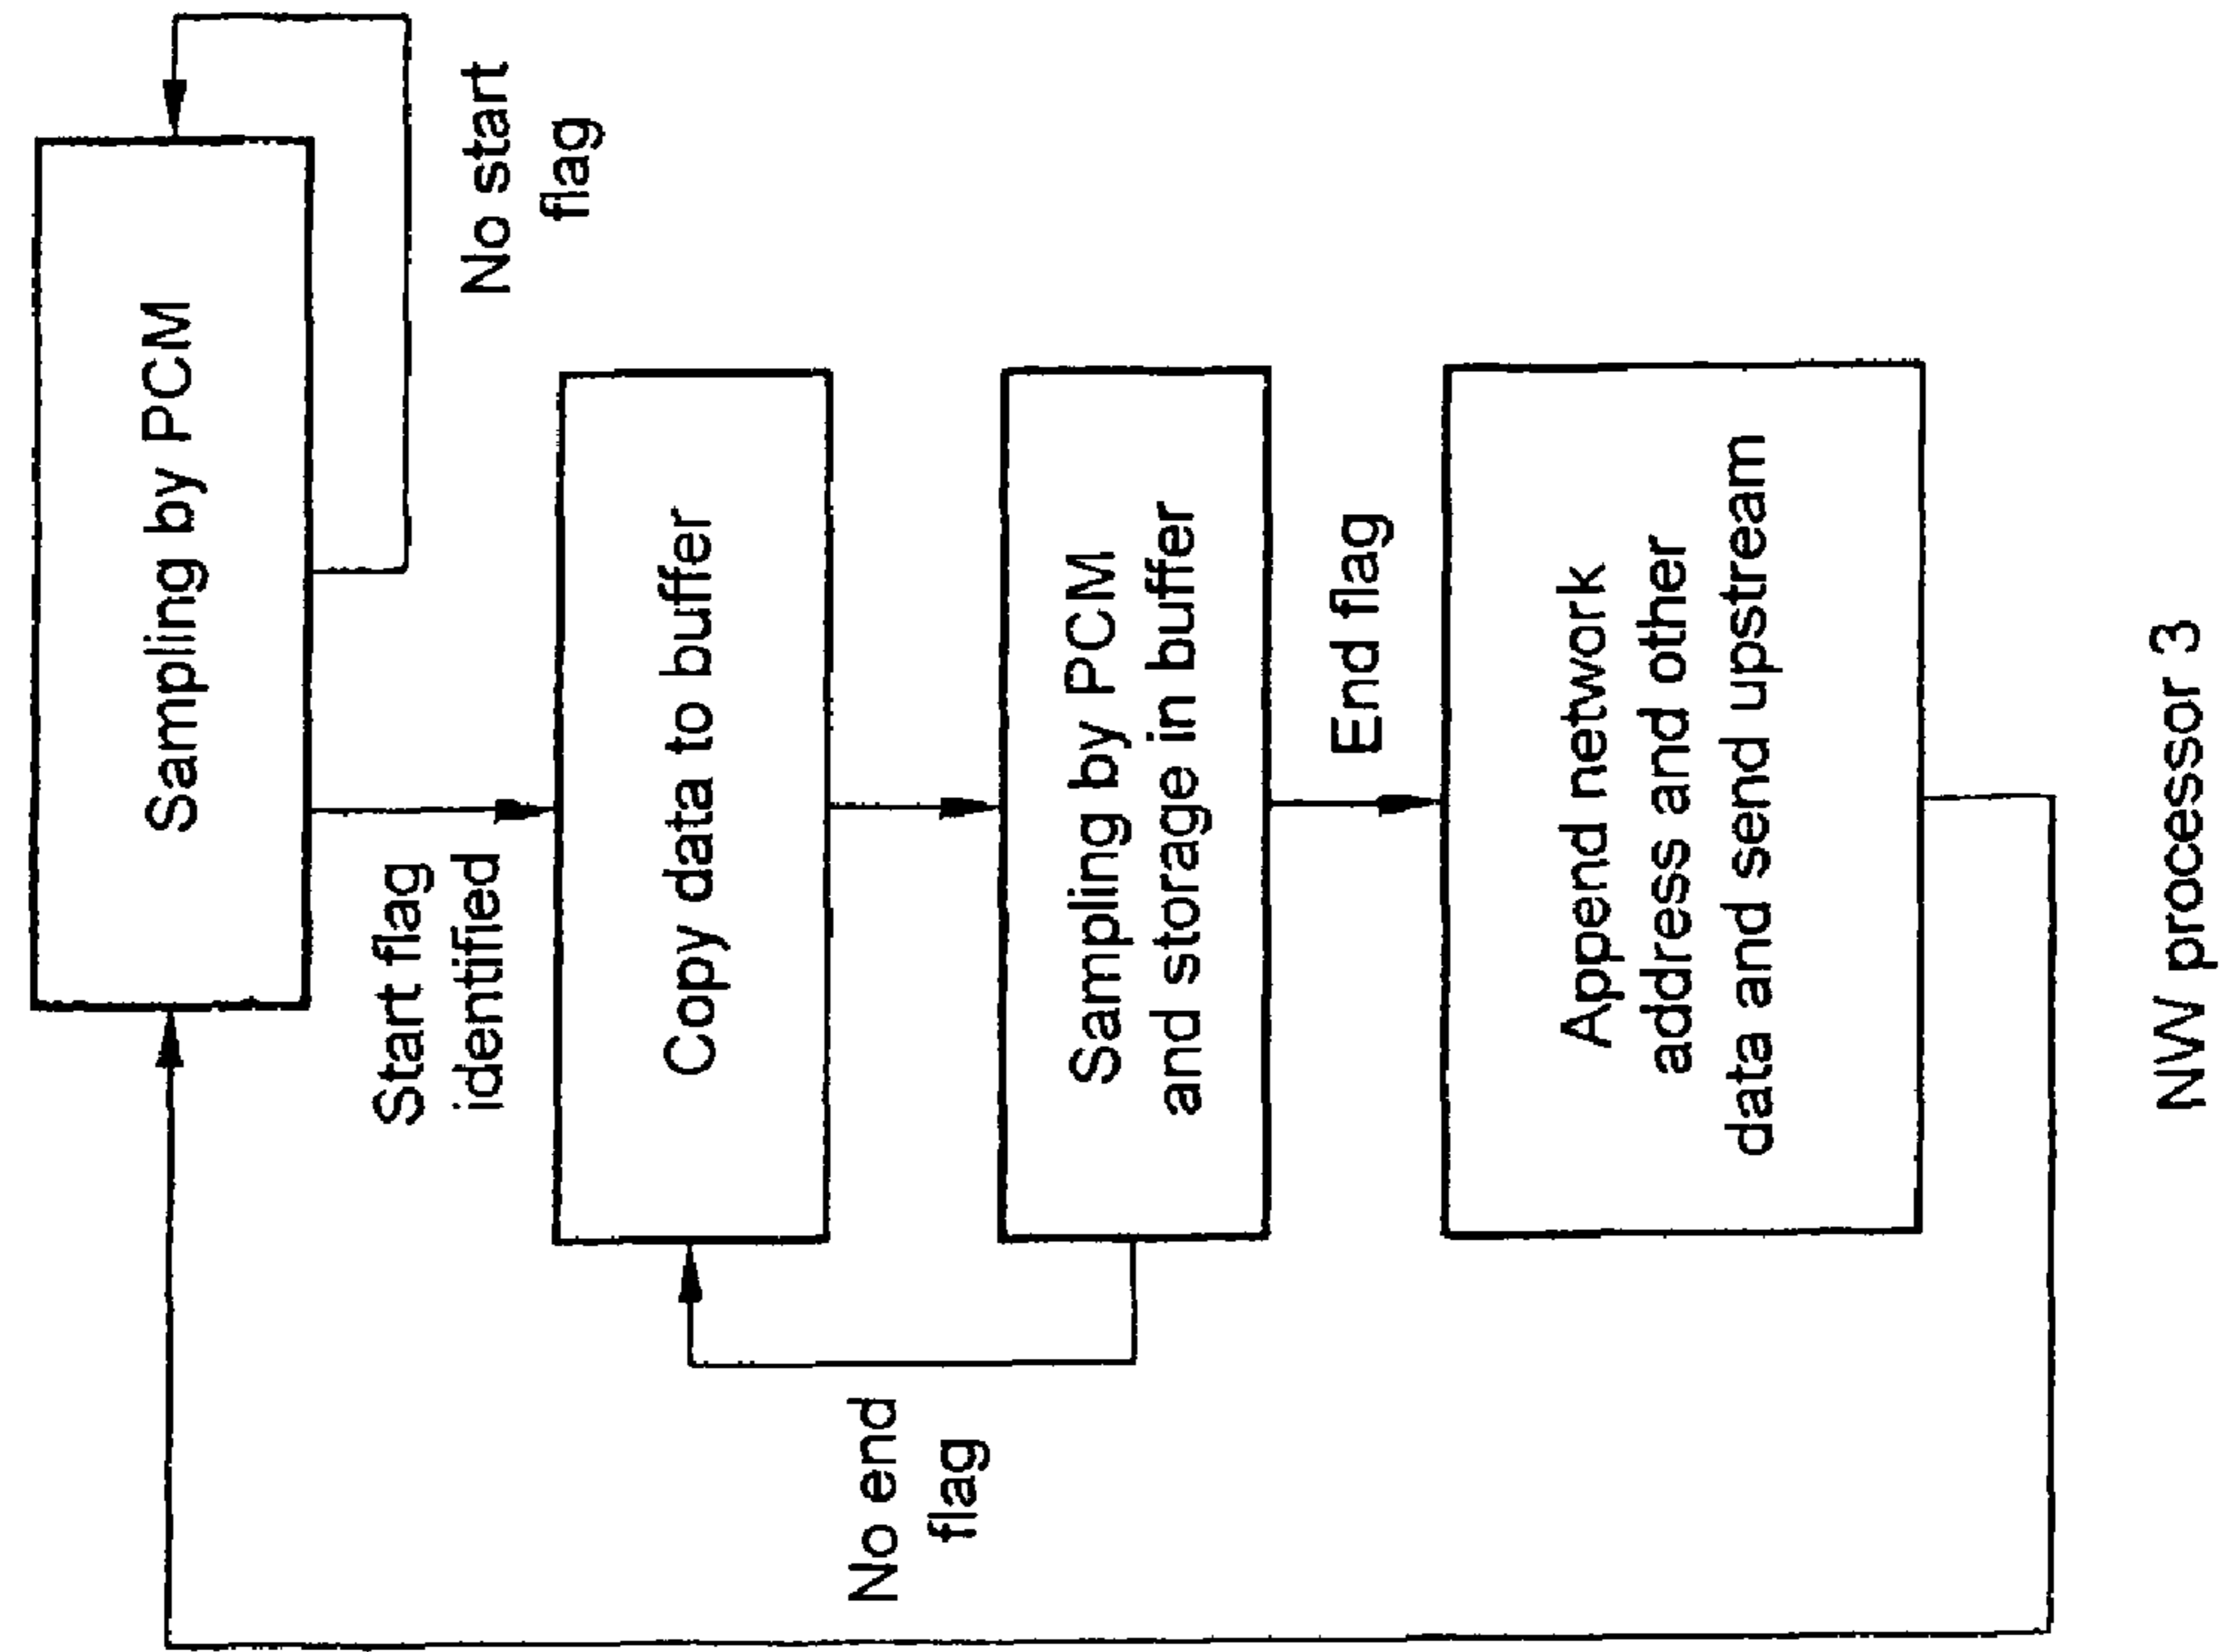 Sampling by PCM
No start
flag
Start flag
identified
Copy data to buffer
No end
flag
Sampling by PCM
and storage in buffer
End flag
Append network
address and other
data and send upstream
NW processor 3